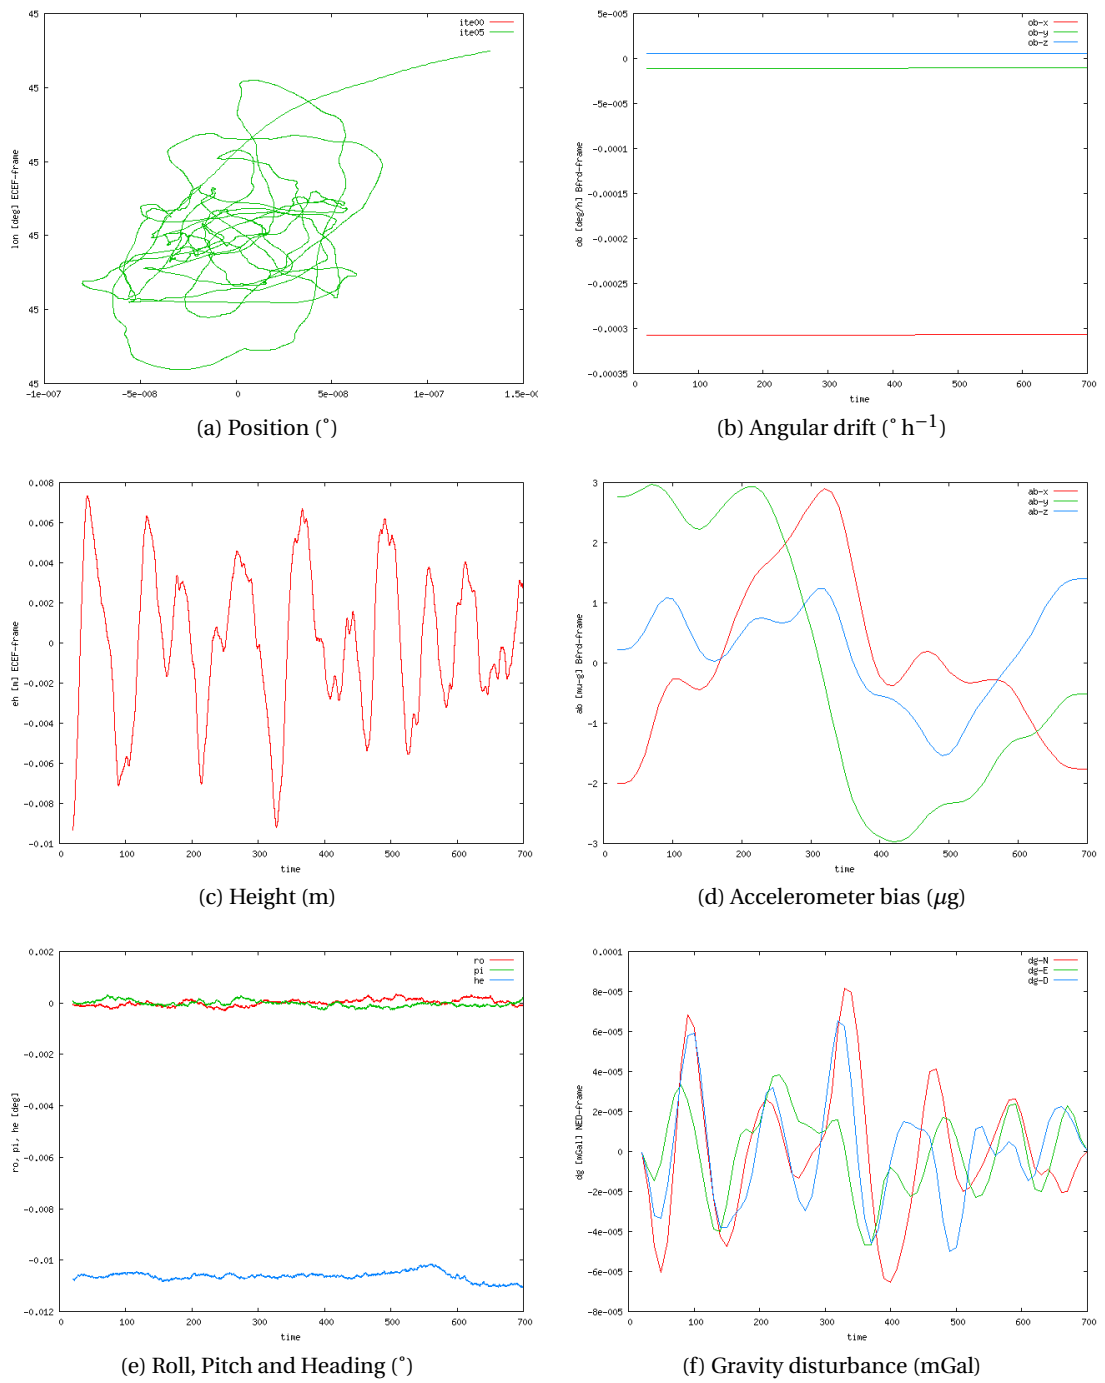 45
45
45
45
45
45
lon [deg] ECEF-frame
ite00
ite05
-1e-007
-5e-008
0
5e-008
1e-007
1.5e-00
(a) Position (°)
5e-005
0
-5e-005
-0.0001
-0.00015
-0.0002
-0.00025
-0.0003
-0.00035
ob [deg/h] Bfrd-frame
ob-x
ob-y
ob-z
0
100
200
300
400
500
600
700
time
(b) Angular drift (° h−1)
0.008
0.006
0.004
0.002
0
-0.002
-0.004
-0.006
-0.008
-0.01
eh [m] ECEF-frame
0
100
200
300
400
500
600
700
time
(c) Height (m)
3
2
1
0
-1
-2
-3
ab [mu-g] Bfrd-frame
ab-x
ab-y
ab-z
0
100
200
300
400
500
600
700
time
(d) Accelerometer bias (μg)
0.002
0
-0.002
-0.004
-0.006
-0.008
-0.01
-0.012
ro, pi, he [deg]
ro
pi
he
0
100
200
300
400
500
600
700
time
(e) Roll, Pitch and Heading (°)
0.0001
8e-005
6e-005
4e-005
2e-005
0
-2e-005
-4e-005
-6e-005
-8e-005
dg [mGal] NED-frame
dg-N
dg-E
dg-D
0
100
200
300
400
500
600
700
time
(f) Gravity disturbance (mGal)